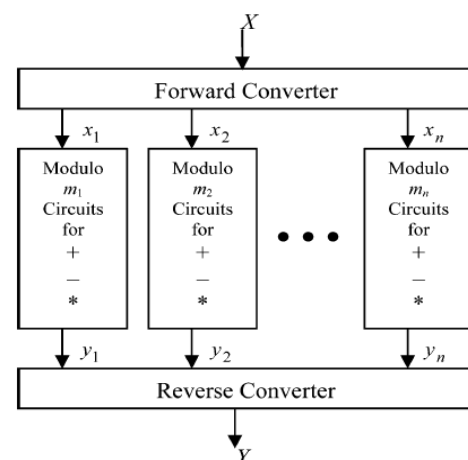 X
Forward Converter
x₁ x₂ xₙ
Modulo Modulo Modulo
m₁ m₂ mₙ
Circuits Circuits Circuits
for for for
+ + +
− − −
* * *
y₁ y₂ yₙ
Reverse Converter
Y